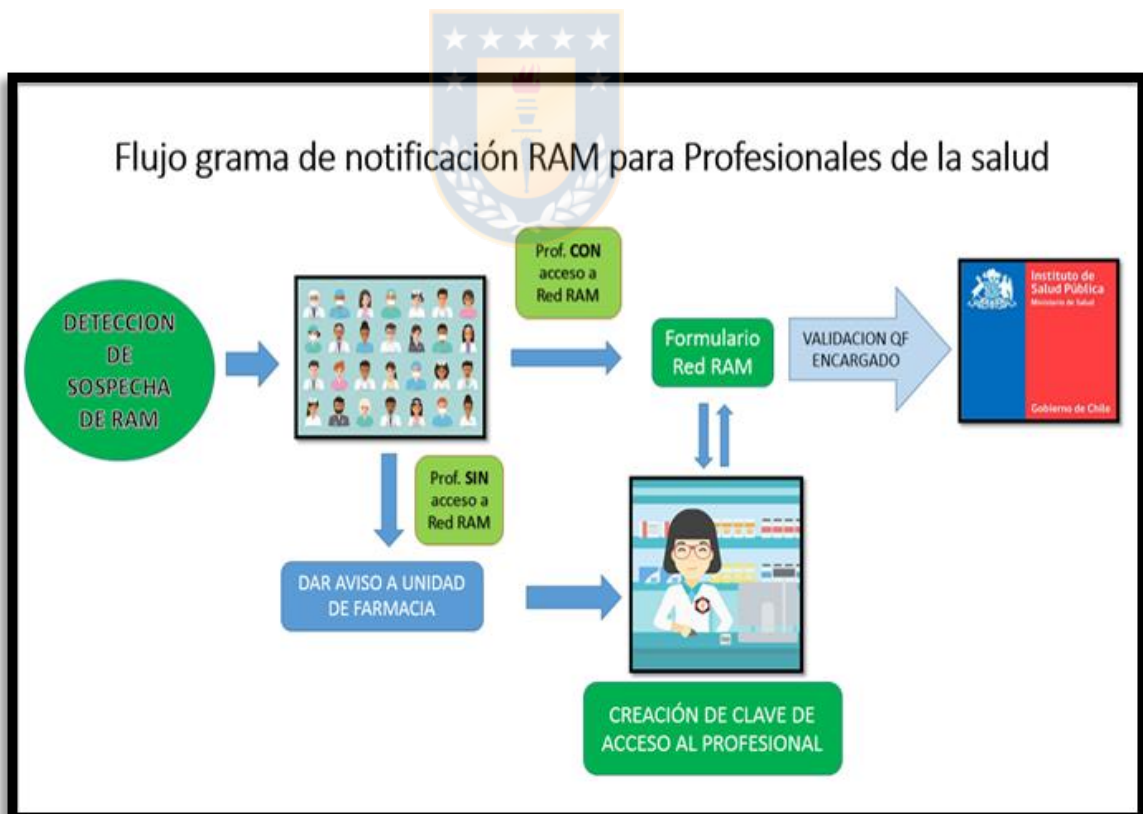 Flujo grama de notificación RAM para Profesionales de la salud
DETECCION
DE
SOSPECHA
DE RAM
Prof. CON
acceso a
Red RAM
Formulario
Red RAM
VALIDACION QF
ENCARGADO
Instituto de
Salud Pública
Ministerio de Salud
Gobierno de Chile
Prof. SIN
acceso a
Red RAM
DAR AVISO A UNIDAD
DE FARMACIA
CREACIÓN DE CLAVE DE
ACCESO AL PROFESIONAL